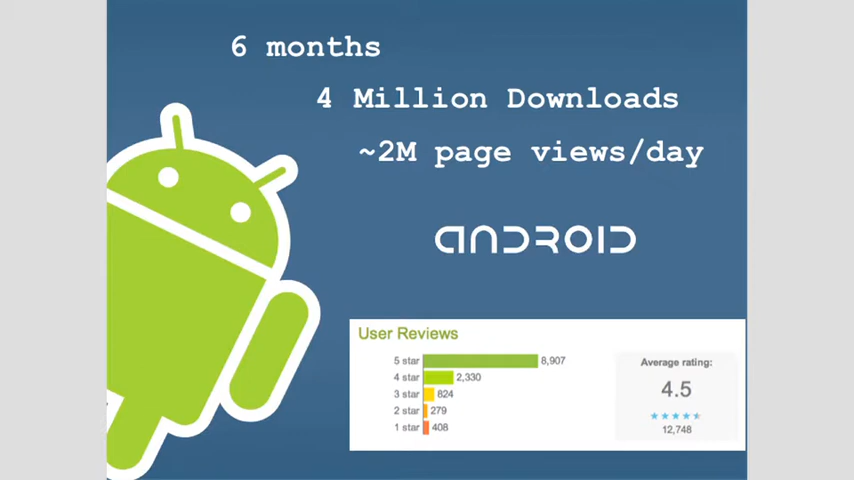 6 months
4 Million Downloads
~2M page views/day
ANDROID
User Reviews
5 star 8,907
4 star 2,330
3 star 824
2 star 279
1 star 408
Average rating:
4.5
12,748